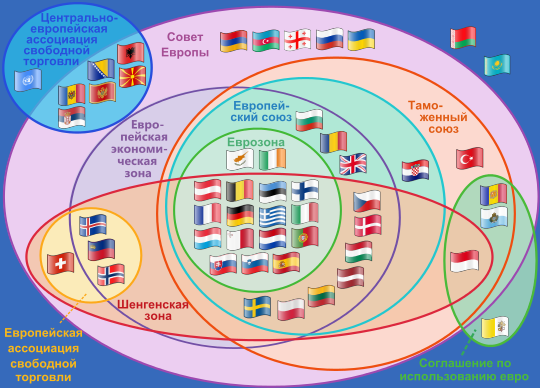 Центрально-
европейская
ассоциация
свободной
торговли
Совет
Европы
Евро-
пейская
экономи-
ческая
зона
Европей-
ский союз
Еврозона
Тамо-
женный
союз
Шенгенская
зона
Европейская
ассоциация
свободной
торговли
Соглашение по
использованию евро